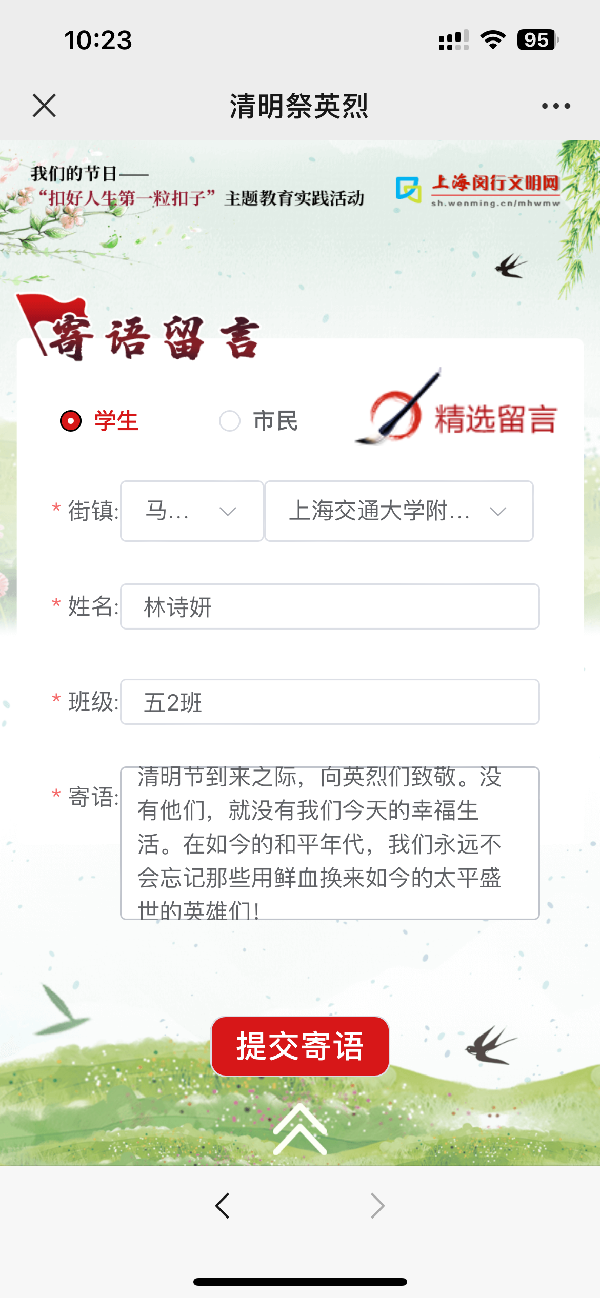 10:23
95
清明祭英烈
我们的节日——
“扣好人生第一粒扣子”主题教育实践活动
上海闵行文明网
sh.wenming.cn/mhwmw
寄语留言
学生
市民
精选留言
* 街镇:
马...
上海交通大学附...
* 姓名:
林诗妍
* 班级:
五2班
* 寄语:
清明节到来之际，向英烈们致敬。没
有他们，就没有我们今天的幸福生
活。在如今的和平年代，我们永远不
会忘记那些用鲜血换来如今的太平盛
世的英雄们!
提交寄语